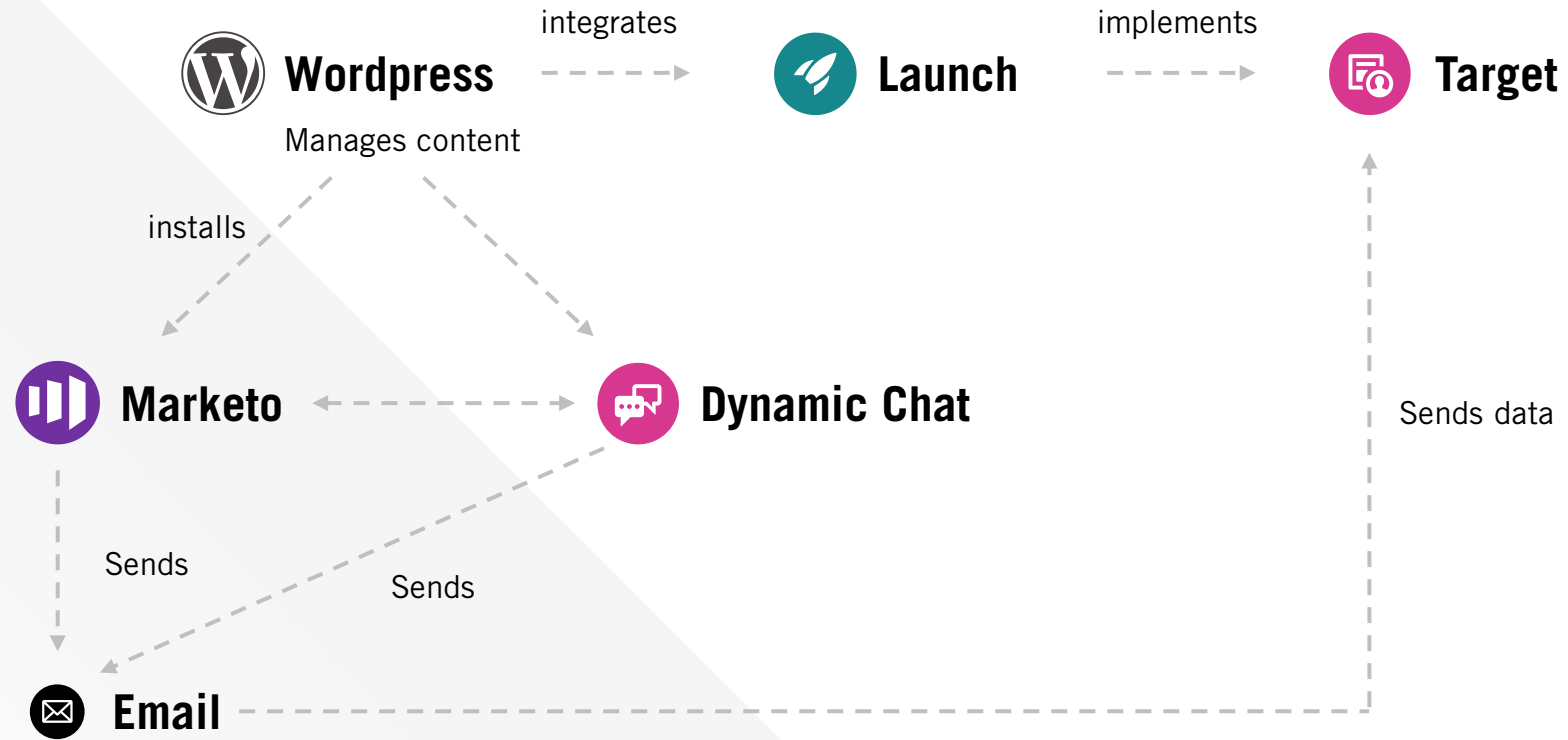 integrates
implements
Wordpress
Launch
Target
Manages content
installs
Marketo
Dynamic Chat
Sends data
Sends
Sends
Email